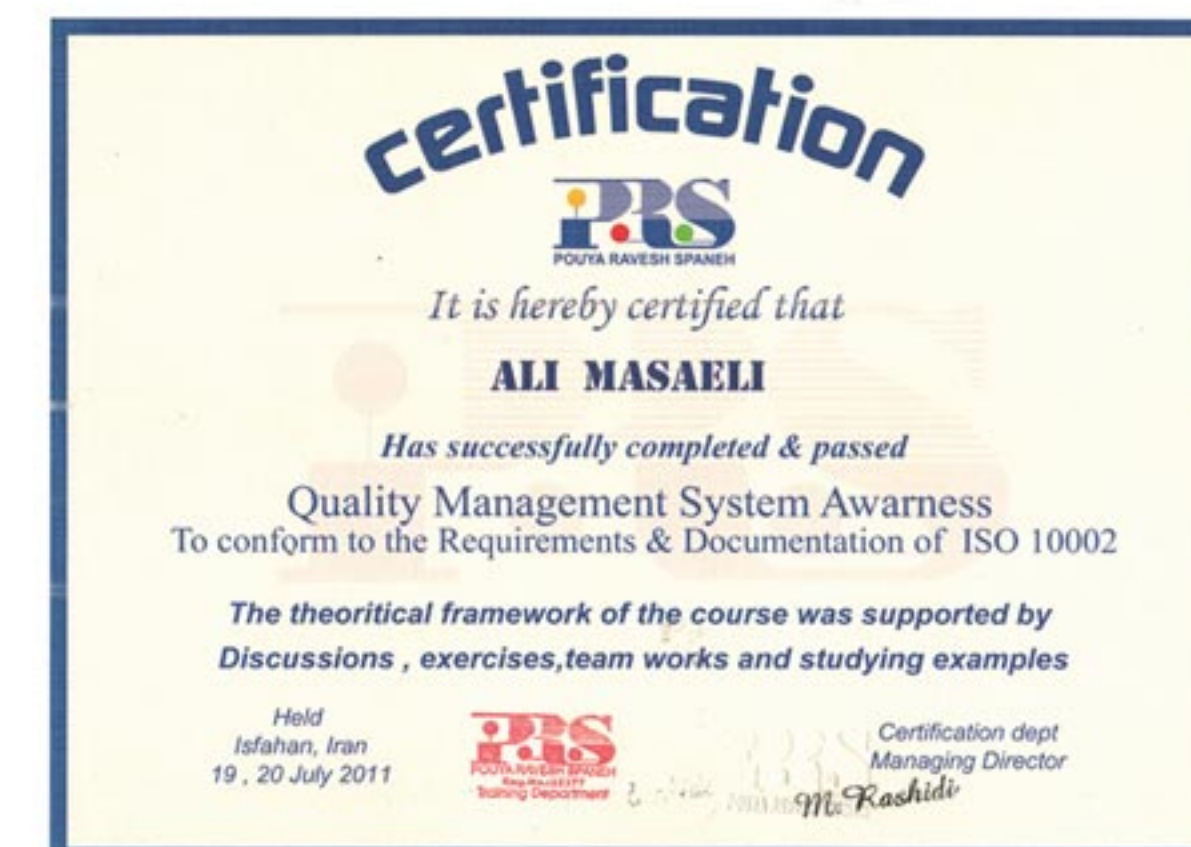 certification
PRS
POUYA RAVESH SPANEH
It is hereby certified that
ALI MASAELI
Has successfully completed & passed
Quality Management System Awarness
To conform to the Requirements & Documentation of ISO 10002
The theoritical framework of the course was supported by
Discussions , exercises,team works and studying examples
Held
Isfahan, Iran
19 , 20 July 2011
PRS
POUYA RAVESH SPANEH
Training Department
Certification dept
Managing Director
M. Rashidi